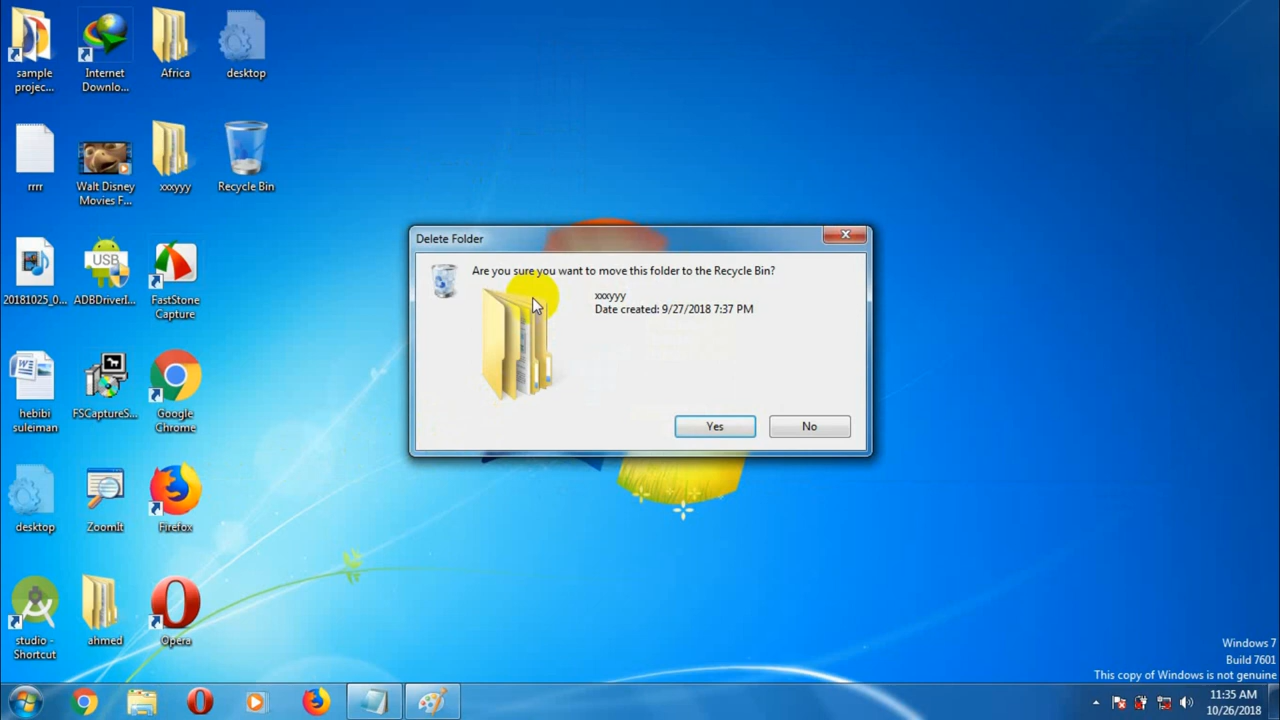 sample
projec...
Internet
Downlo...
Africa
desktop
rrrr
Walt Disney
Movies F...
xxxyyy
Recycle Bin
20181025_0...
USB
ADBDriverI...
FastStone
Capture
hebibi
suleiman
FSCaptureS...
Google
Chrome
desktop
ZoomIt
Firefox
studio -
Shortcut
ahmed
Opera
Delete Folder
Are you sure you want to move this folder to the Recycle Bin?
xxxyyy
Date created: 9/27/2018 7:37 PM
Yes
No
Windows 7
Build 7601
This copy of Windows is not genuine
11:35 AM
10/26/2018